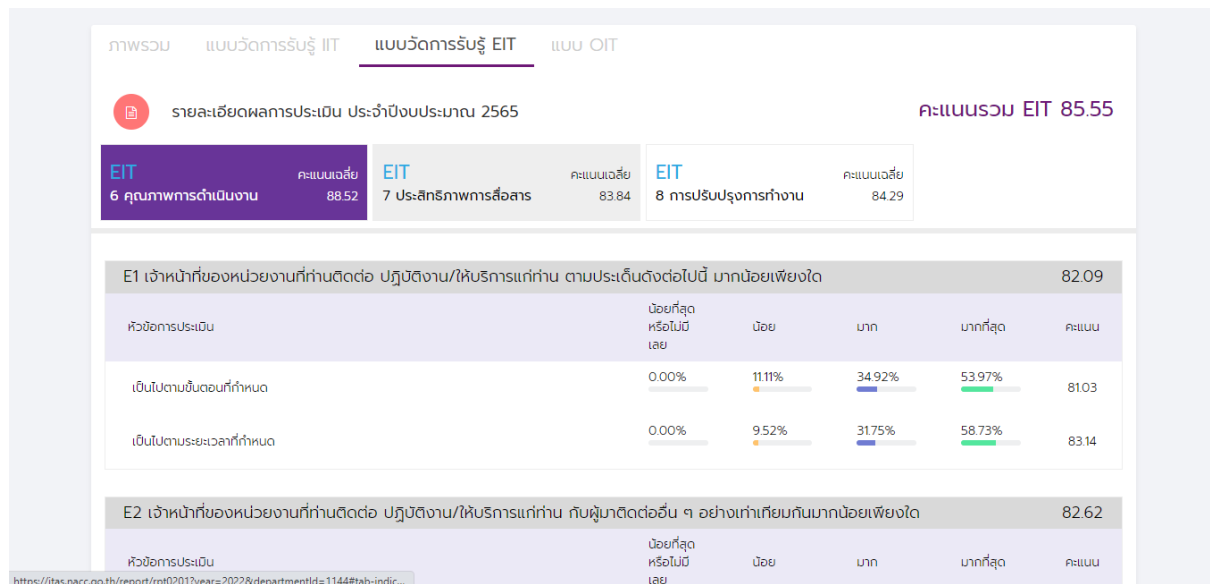 ภาพรวม แบบวัดการรับรู้ IIT แบบวัดการรับรู้ EIT แบบ OIT
รายละเอียดผลการประเมิน ประจำปีงบประมาณ 2565 คะแนนรวม EIT 85.55
EIT คะแนนเฉลี่ย EIT คะแนนเฉลี่ย EIT คะแนนเฉลี่ย
6 คุณภาพการดำเนินงาน 88.52 7 ประสิทธิภาพการสื่อสาร 83.84 8 การปรับปรุงการทำงาน 84.29
E1 เจ้าหน้าที่ของหน่วยงานที่ท่านติดต่อ ปฏิบัติงาน/ให้บริการแก่ท่าน ตามประเด็นดังต่อไปนี้ มากน้อยเพียงใด 82.09
น้อยที่สุด
หัวข้อการประเมิน หรือไม่มี น้อย มาก มากที่สุด คะแนน
เลย
เป็นไปตามขั้นตอนที่กำหนด 0.00% 11.11% 34.92% 53.97% 81.03
เป็นไปตามระยะเวลาที่กำหนด 0.00% 9.52% 31.75% 58.73% 83.14
E2 เจ้าหน้าที่ของหน่วยงานที่ท่านติดต่อ ปฏิบัติงาน/ให้บริการแก่ท่าน กับผู้มาติดต่ออื่น ๆ อย่างเท่าเทียมกันมากน้อยเพียงใด 82.62
น้อยที่สุด
หัวข้อการประเมิน หรือไม่มี น้อย มาก มากที่สุด คะแนน
เลย
https://itas.nacc.go.th/report/rpt0201?year=2022&departmentId=1144#tab-indic...